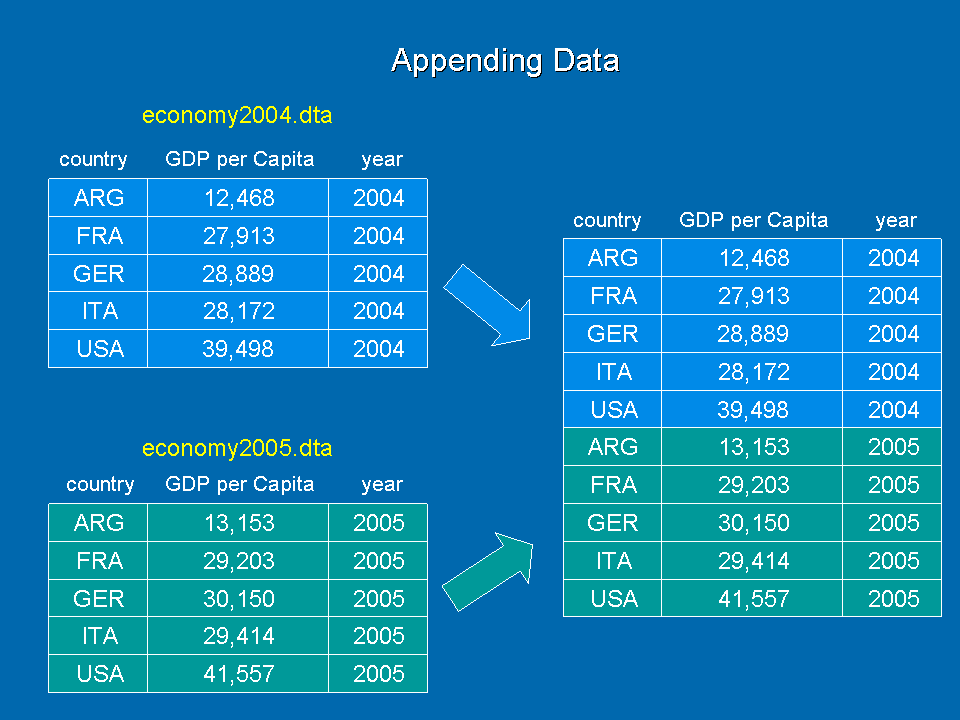 Appending Data
economy2004.dta
country GDP per Capita year
ARG 12,468 2004
FRA 27,913 2004
GER 28,889 2004
ITA 28,172 2004
USA 39,498 2004
economy2005.dta
country GDP per Capita year
ARG 13,153 2005
FRA 29,203 2005
GER 30,150 2005
ITA 29,414 2005
USA 41,557 2005
country GDP per Capita year
ARG 12,468 2004
FRA 27,913 2004
GER 28,889 2004
ITA 28,172 2004
USA 39,498 2004
ARG 13,153 2005
FRA 29,203 2005
GER 30,150 2005
ITA 29,414 2005
USA 41,557 2005